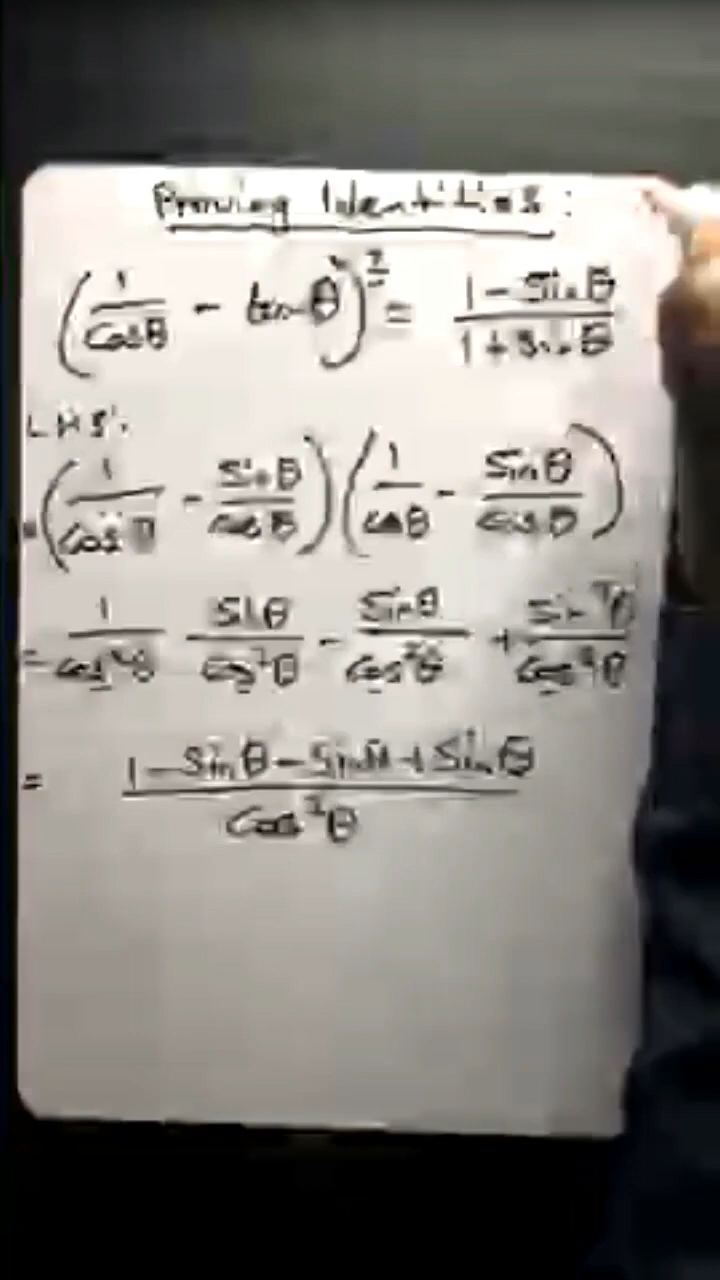 Proving Identities:
(1/cosθ - tanθ)² = (1 - sinθ)/(1 + sinθ)
LHS:
= (1/cosθ - sinθ/cosθ)(1/cosθ - sinθ/cosθ)
= 1/cos²θ sinθ/cos²θ - sinθ/cos²θ + sin²θ/cos²θ
= (1 - sinθ - sinθ + sinθ)/cos²θ